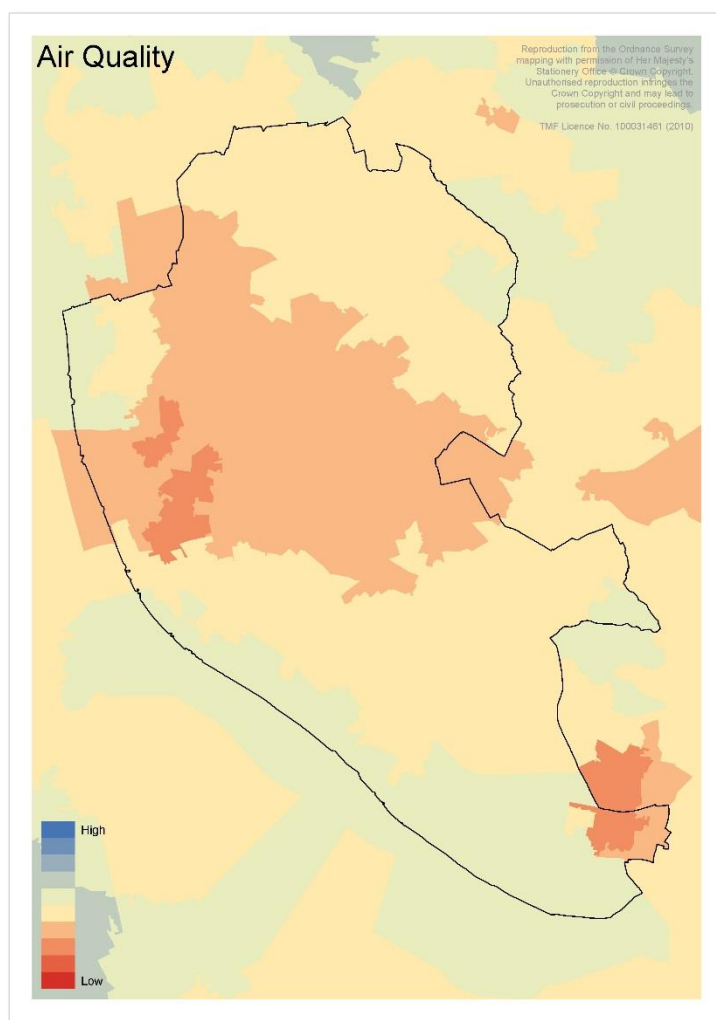 Air Quality
Reproduction from the Ordnance Survey
mapping with permission of Her Majesty's
Stationery Office © Crown Copyright.
Unauthorised reproduction infringes the
Crown Copyright and may lead to
prosecution or civil proceedings.
TMF Licence No. 100031461 (2010)
High
Low